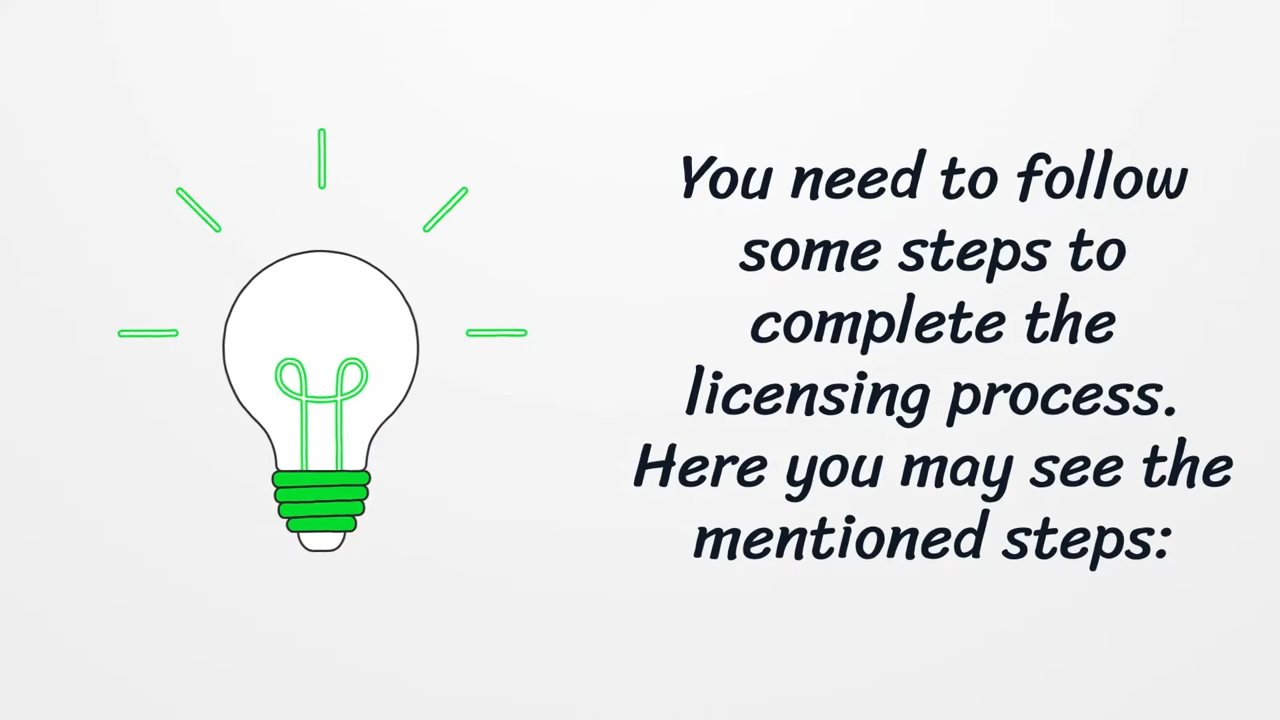 You need to follow
some steps to
complete the
licensing process.
Here you may see the
mentioned steps: